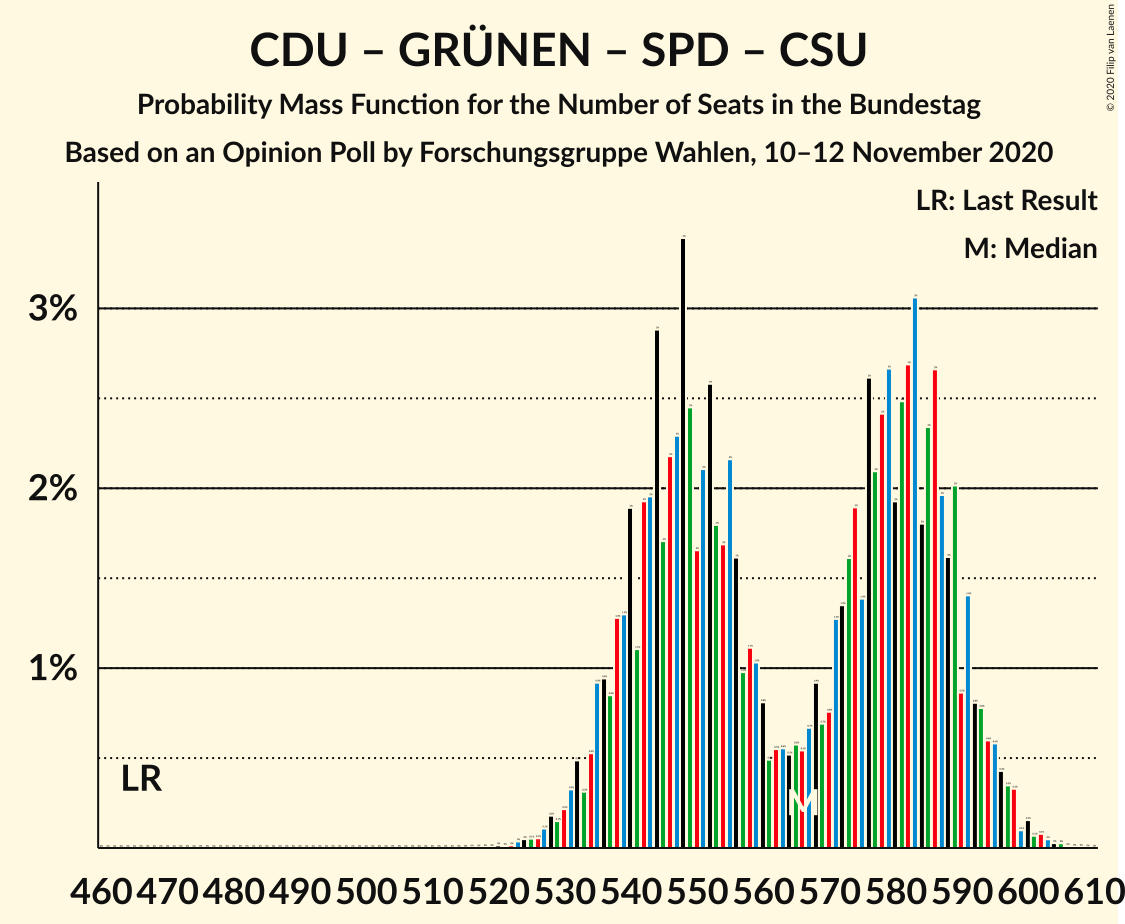 CDU – GRÜNEN – SPD – CSU
Probability Mass Function for the Number of Seats in the Bundestag
Based on an Opinion Poll by Forschungsgruppe Wahlen, 10–12 November 2020
© 2020 Filip van Laenen
LR: Last Result
M: Median
3%
2%
1%
LR
M
460 470 480 490 500 510 520 530 540 550 560 570 580 590 600 610